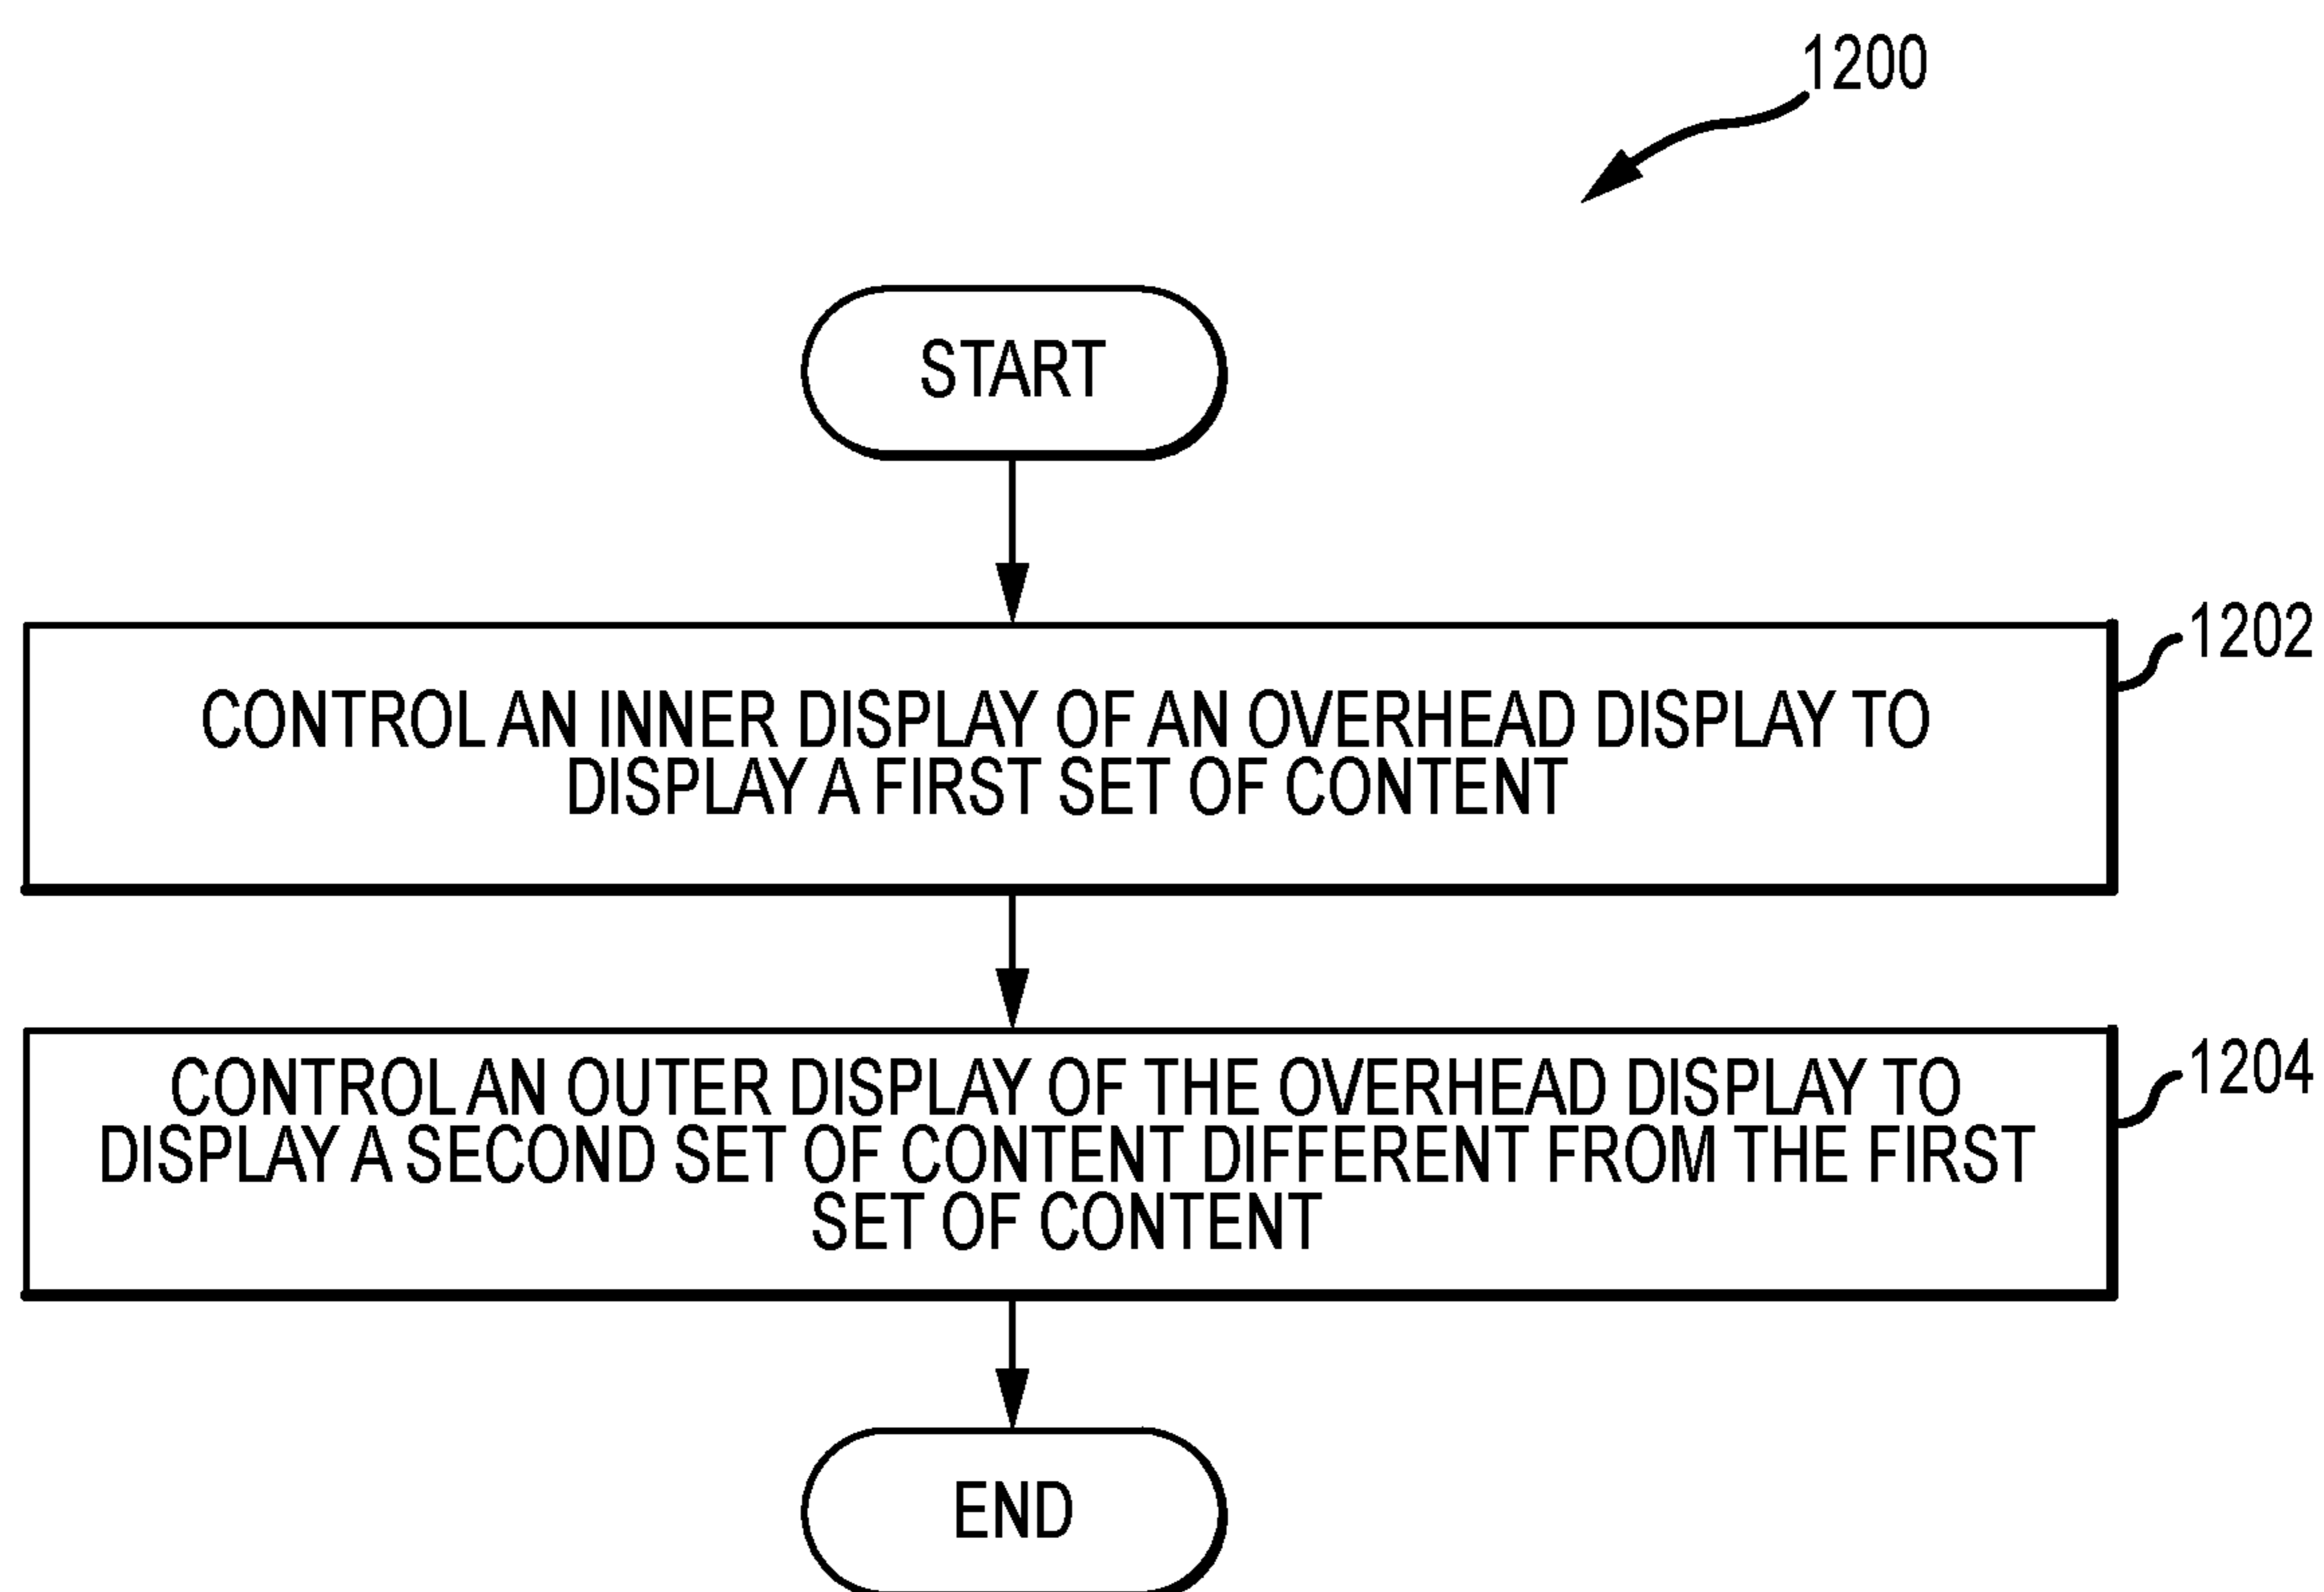 1200
START
1202
CONTROL AN INNER DISPLAY OF AN OVERHEAD DISPLAY TO
DISPLAY A FIRST SET OF CONTENT
1204
CONTROL AN OUTER DISPLAY OF THE OVERHEAD DISPLAY TO
DISPLAY A SECOND SET OF CONTENT DIFFERENT FROM THE FIRST
SET OF CONTENT
END